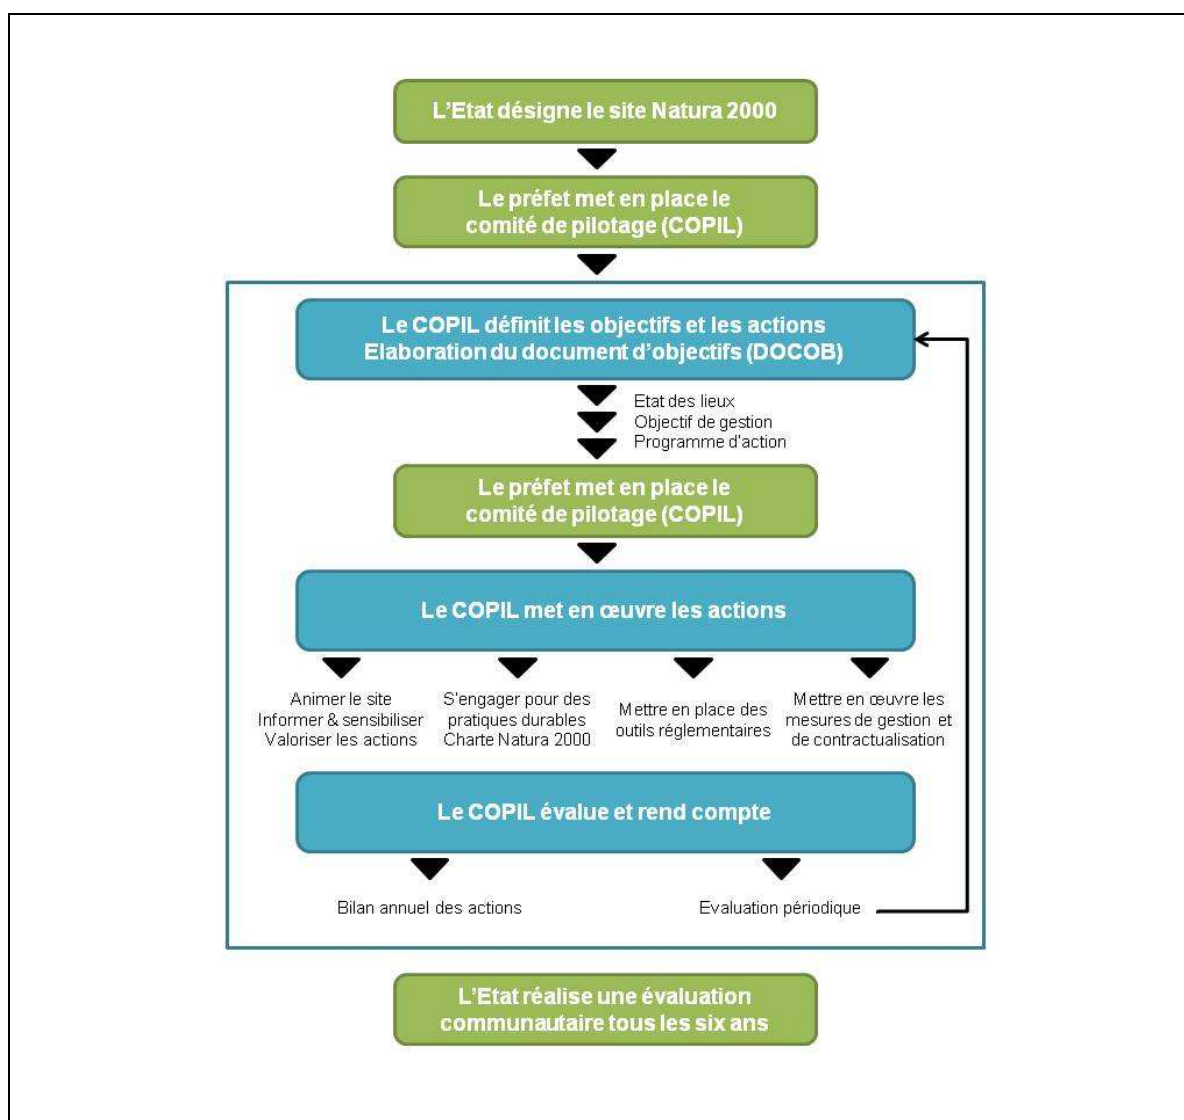 L'Etat désigne le site Natura 2000
Le préfet met en place le
comité de pilotage (COPIL)
Le COPIL définit les objectifs et les actions
Elaboration du document d'objectifs (DOCOB)
Etat des lieux
Objectif de gestion
Programme d'action
Le préfet met en place le
comité de pilotage (COPIL)
Le COPIL met en œuvre les actions
Animer le site
Informer & sensibiliser
Valoriser les actions
S'engager pour des
pratiques durables
Charte Natura 2000
Mettre en place des
outils réglementaires
Mettre en œuvre les
mesures de gestion et
de contractualisation
Le COPIL évalue et rend compte
Bilan annuel des actions
Evaluation périodique
L'Etat réalise une évaluation
communautaire tous les six ans